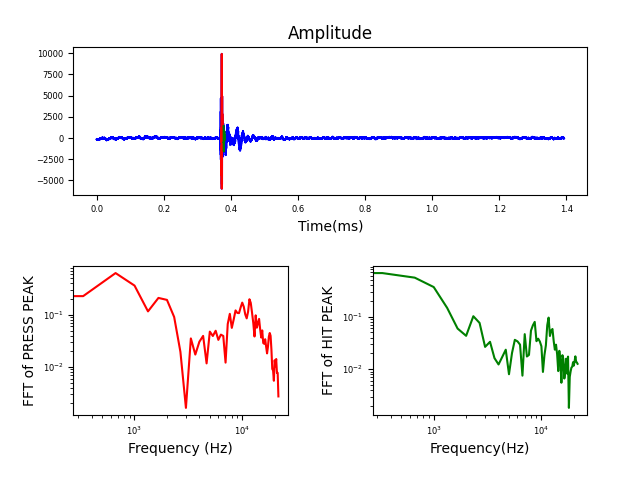 Amplitude
10000
7500
5000
2500
0
−2500
−5000
0.0 0.2 0.4 0.6 0.8 1.0 1.2 1.4
Time(ms)
FFT of PRESS PEAK
10⁻¹
10⁻²
10³ 10⁴
Frequency (Hz)
FFT of HIT PEAK
10⁻¹
10⁻²
10³ 10⁴
Frequency(Hz)